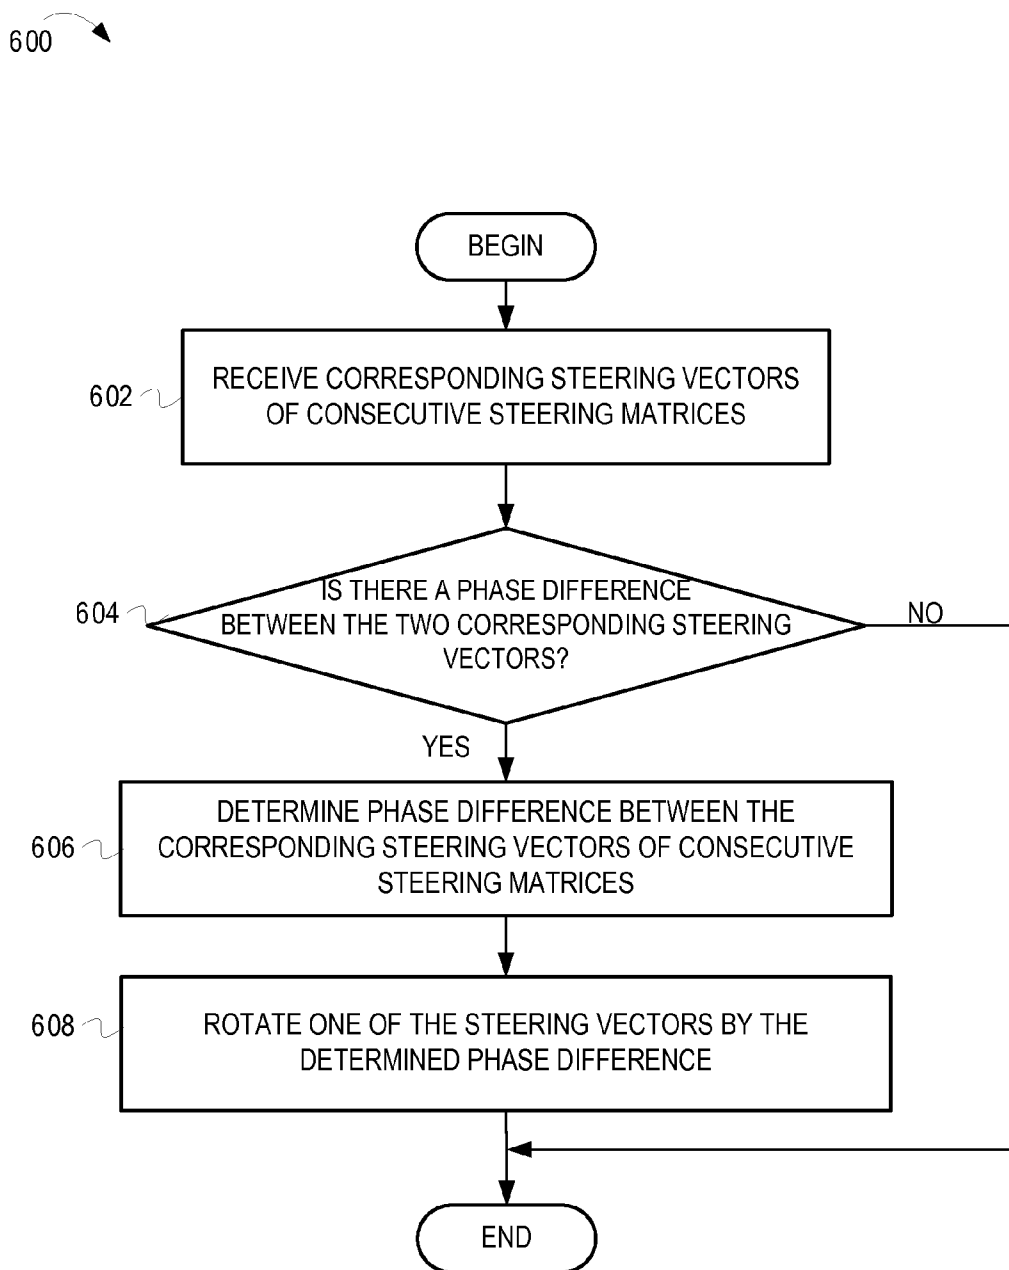 600
BEGIN
602
RECEIVE CORRESPONDING STEERING VECTORS
OF CONSECUTIVE STEERING MATRICES
604
IS THERE A PHASE DIFFERENCE
BETWEEN THE TWO CORRESPONDING STEERING
VECTORS?
NO
YES
606
DETERMINE PHASE DIFFERENCE BETWEEN THE
CORRESPONDING STEERING VECTORS OF CONSECUTIVE
STEERING MATRICES
608
ROTATE ONE OF THE STEERING VECTORS BY THE
DETERMINED PHASE DIFFERENCE
END